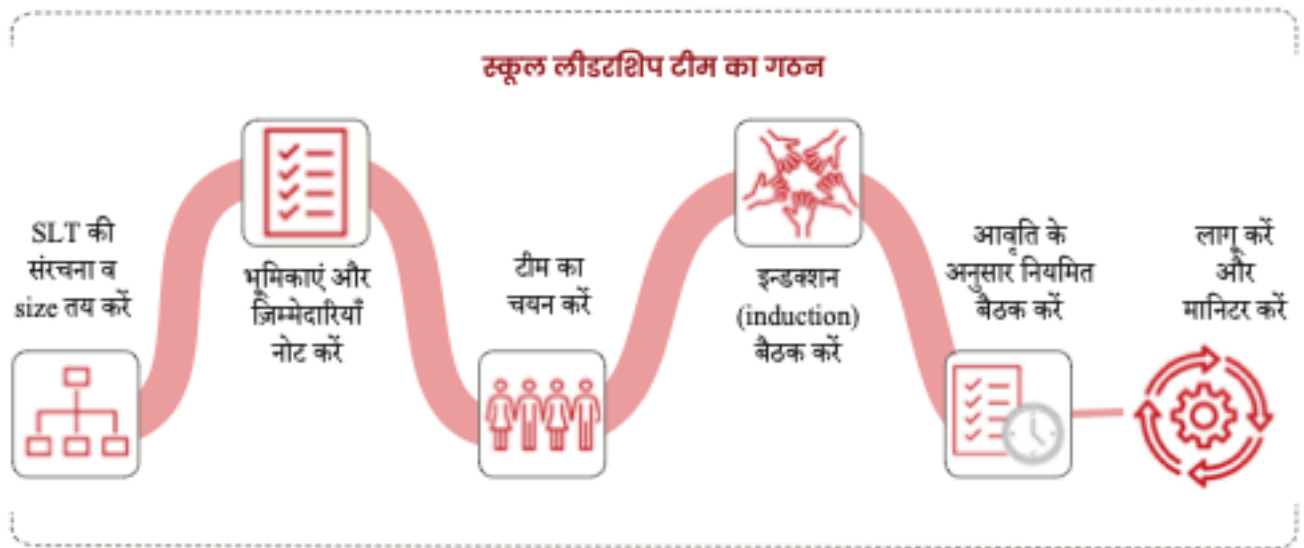 स्कूल लीडरशिप टीम का गठन
SLT की
संरचना व
size तय करें
भूमिकाएं और
ज़िम्मेदारियाँ
नोट करें
टीम का
चयन करें
इन्डक्शन
(induction)
बैठक करें
आवृति के
अनुसार नियमित
बैठक करें
लागू करें
और
मानिटर करें